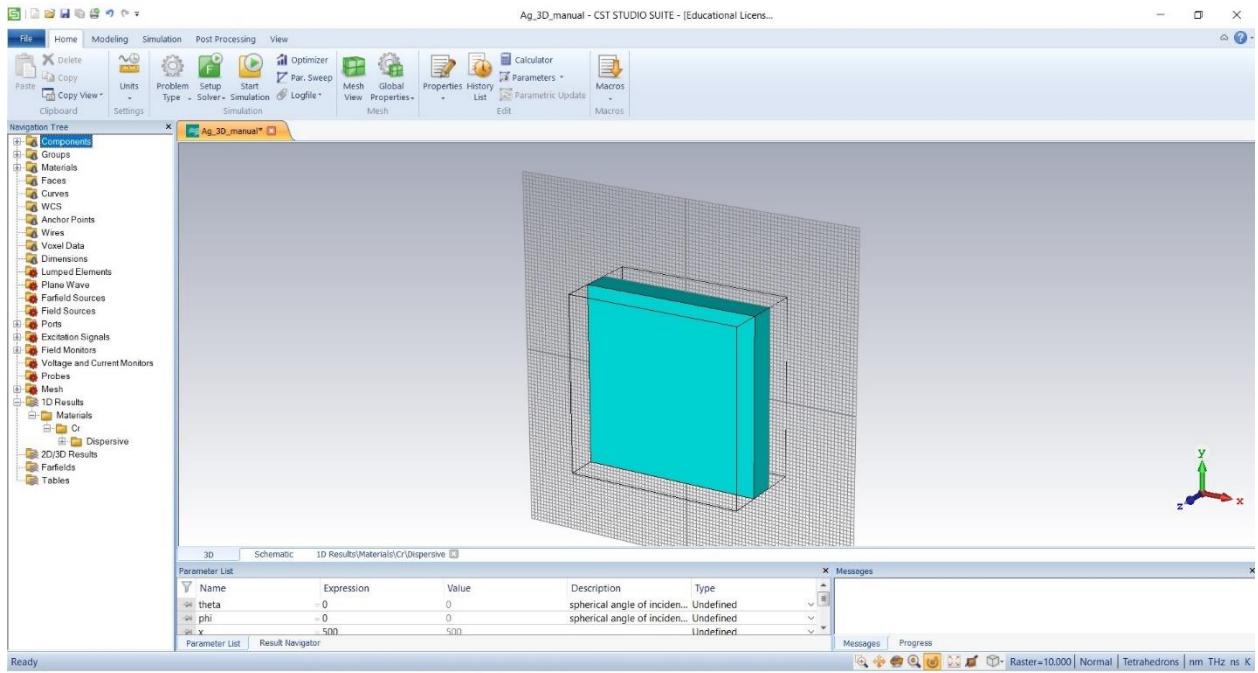 Ag_3D_manual - CST STUDIO SUITE - [Educational Licens...
File Home Modeling Simulation Post Processing View
Paste Delete Copy Copy View Clipboard
Units Settings
Problem Type Setup Solver Start Simulation Optimizer Par. Sweep Logfile Simulation
Mesh View Global Properties Mesh
Properties History List Calculator Parameters Parametric Update Edit
Macros Macros
Navigation Tree
Components
Groups
Materials
Faces
Curves
WCS
Anchor Points
Wires
Voxel Data
Dimensions
Lumped Elements
Plane Wave
Farfield Sources
Field Sources
Ports
Excitation Signals
Field Monitors
Voltage and Current Monitors
Probes
Mesh
1D Results
Materials
Cr
Dispersive
2D/3D Results
Farfields
Tables
Ag_3D_manual*
y
z x
3D Schematic 1D Results\Materials\Cr\Dispersive
Parameter List
Name Expression Value Description Type
theta = 0 0 spherical angle of inciden... Undefined
phi = 0 0 spherical angle of inciden... Undefined
x = 500 500 Undefined
Parameter List Result Navigator
Messages
Messages Progress
Ready
Raster=10.000 Normal Tetrahedrons nm THz ns K